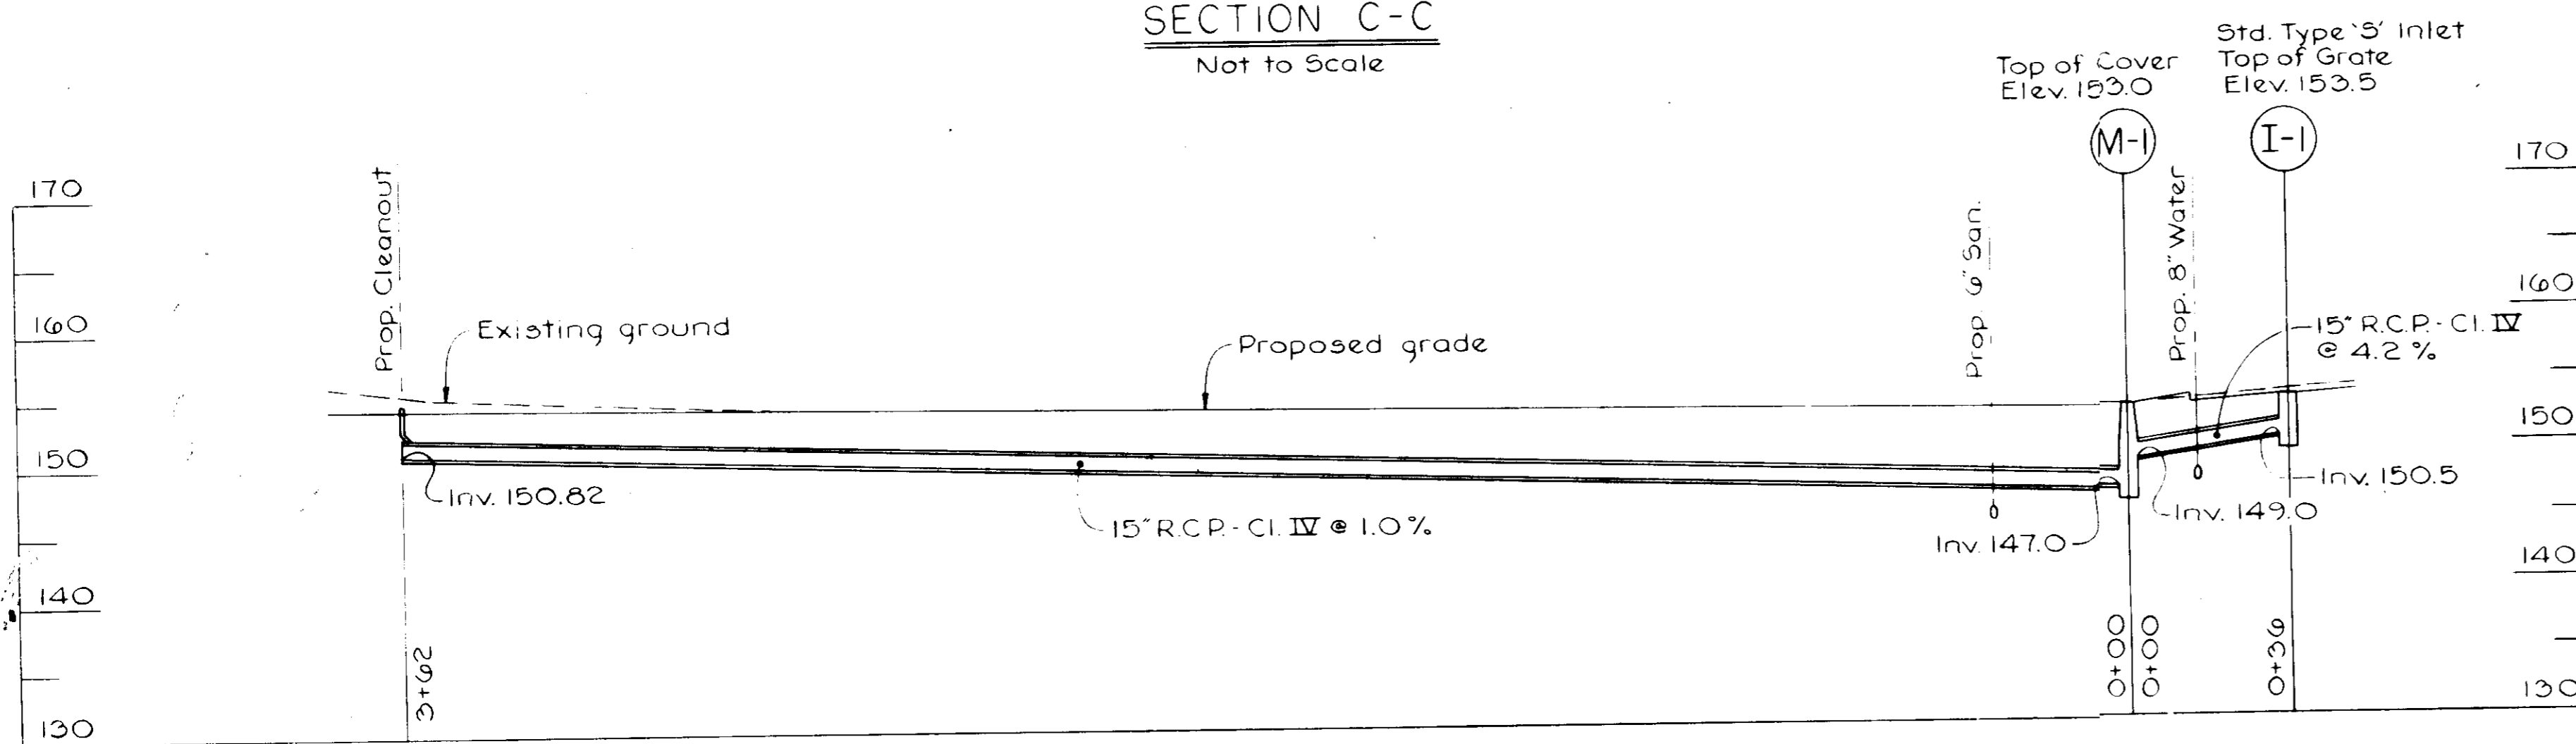 SECTION C-C
Not to Scale
Std. Type 'S' Inlet
Top of Grate
Elev. 153.5
Top of Cover
Elev. 153.0
M-1
I-1
170
160
150
140
130
Prop. Cleanout
Existing ground
Proposed grade
Prop. 6" San.
Prop. 8" Water
15" R.C.P. - Cl. IV
@ 4.2 %
Inv. 150.82
15" R.C.P. - Cl. IV @ 1.0 %
Inv. 147.0
Inv. 149.0
Inv. 150.5
3+62
0+00
0+00
0+36
170
160
150
140
130